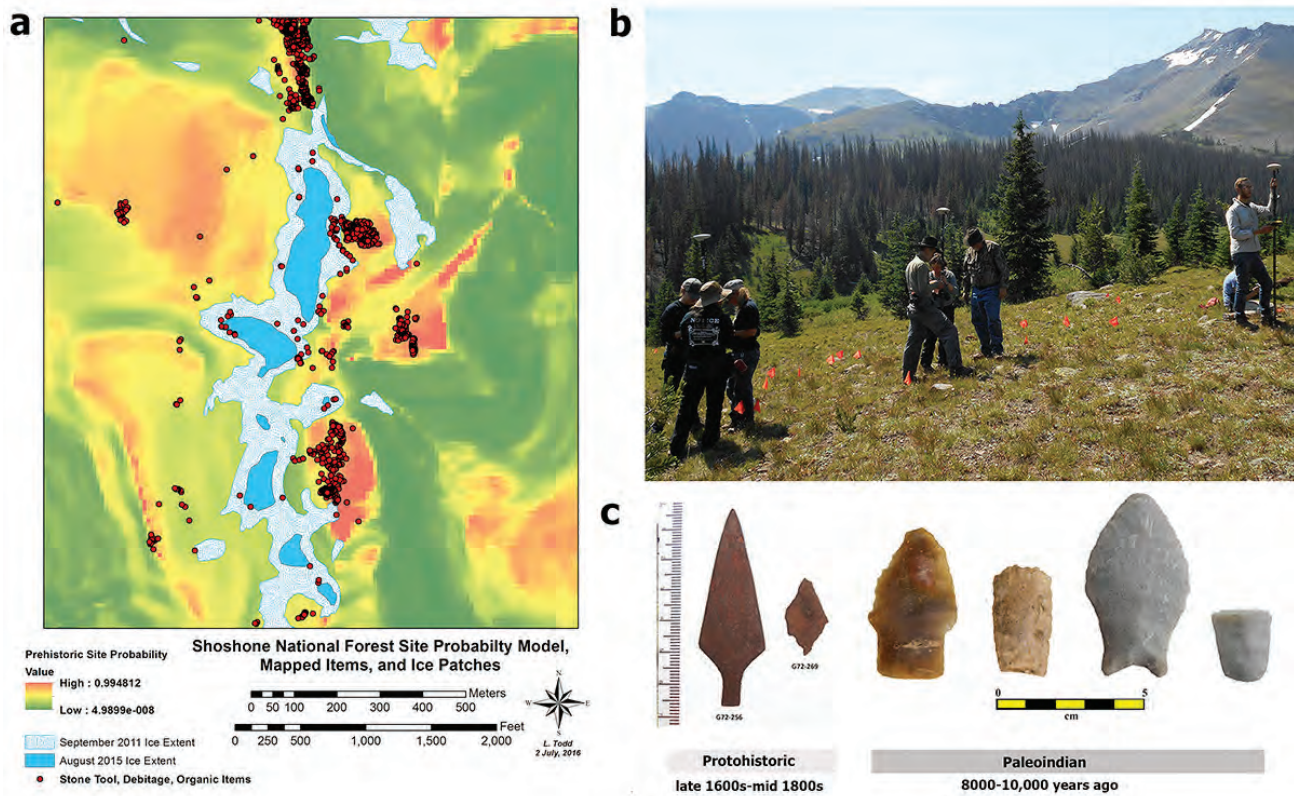 a
b
Shoshone National Forest Site Probabilty Model,
Mapped Items, and Ice Patches
Prehistoric Site Probability
Value
High : 0.994812
Low : 4.9899e-008
September 2011 Ice Extent
August 2015 Ice Extent
Stone Tool, Debitage, Organic Items
Meters
0 50 100 200 300 400 500
Feet
0 250 500 1,000 1,500 2,000
N
W E
S
L. Todd
2 July, 2016
NOTICE
c
G72-256
G72-269
0 5
cm
Protohistoric
late 1600s-mid 1800s
Paleoindian
8000-10,000 years ago